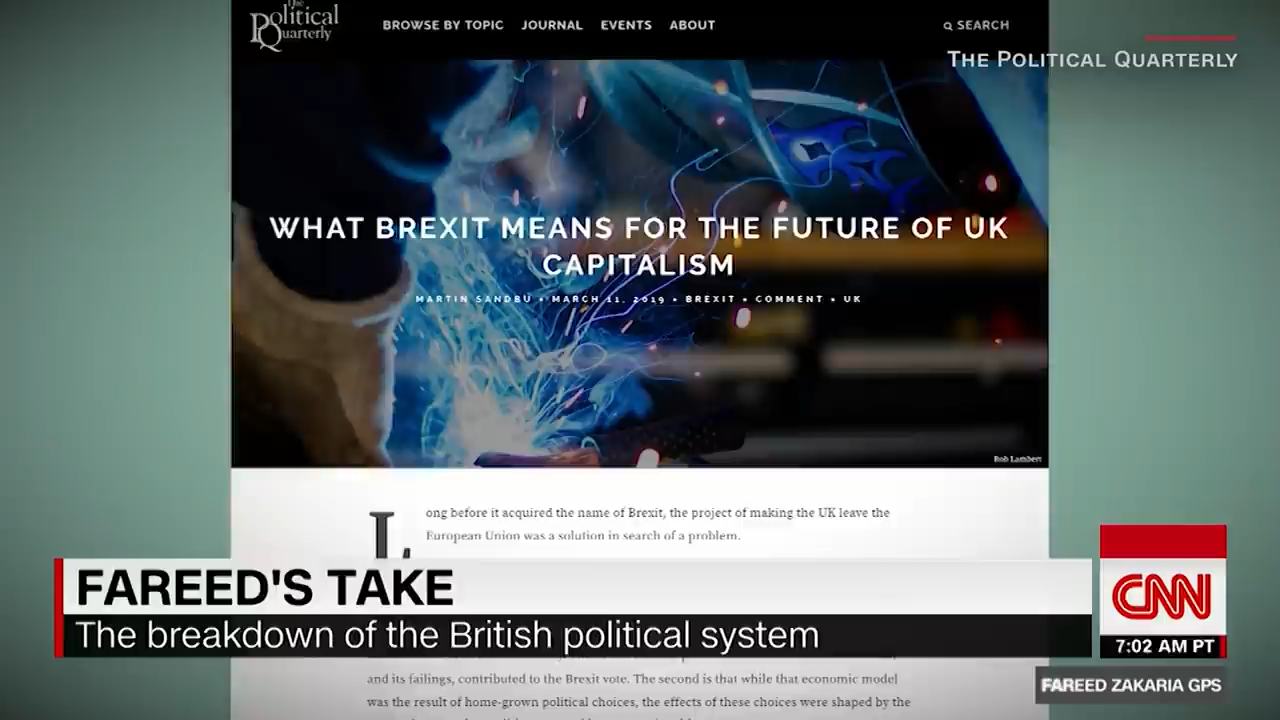 The
Political
Quarterly
BROWSE BY TOPIC JOURNAL EVENTS ABOUT
SEARCH
THE POLITICAL QUARTERLY
WHAT BREXIT MEANS FOR THE FUTURE OF UK
CAPITALISM
MARTIN SANDBU • MARCH 11, 2019 • BREXIT • COMMENT • UK
Rob Lambert
Long before it acquired the name of Brexit, the project of making the UK leave the
European Union was a solution in search of a problem.
FAREED'S TAKE
The breakdown of the British political system
CNN
7:02 AM PT
FAREED ZAKARIA GPS
and its failings, contributed to the Brexit vote. The second is that while that economic model
was the result of home-grown political choices, the effects of these choices were shaped by the